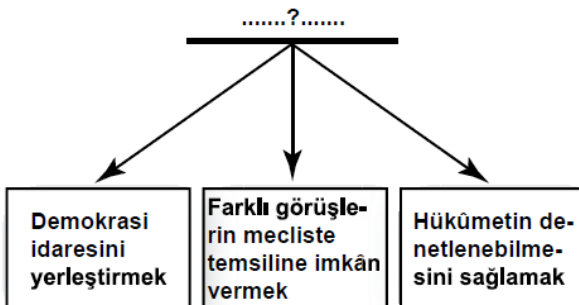 .......?.......
Demokrasi
idaresini
yerleştirmek
Farklı görüşle-
rin mecliste
temsiline imkân
vermek
Hükûmetin de-
netlenebilme-
sini sağlamak